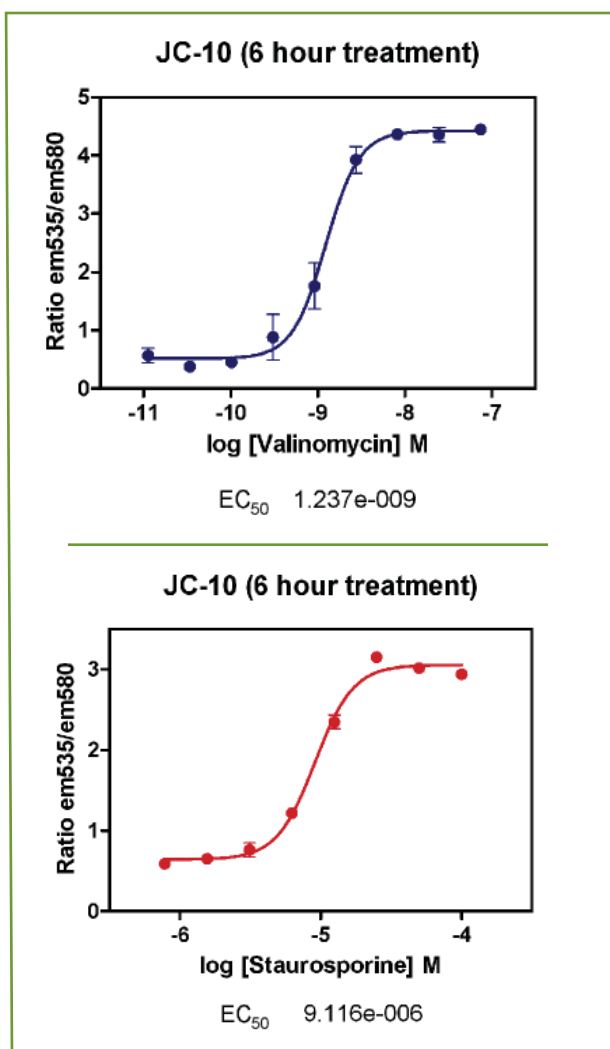 JC-10 (6 hour treatment)
Ratio em535/em580
5
4
3
2
1
0
-11 -10 -9 -8 -7
log [Valinomycin] M
EC50 1.237e-009
JC-10 (6 hour treatment)
Ratio em535/em580
3
2
1
0
-6 -5 -4
log [Staurosporine] M
EC50 9.116e-006